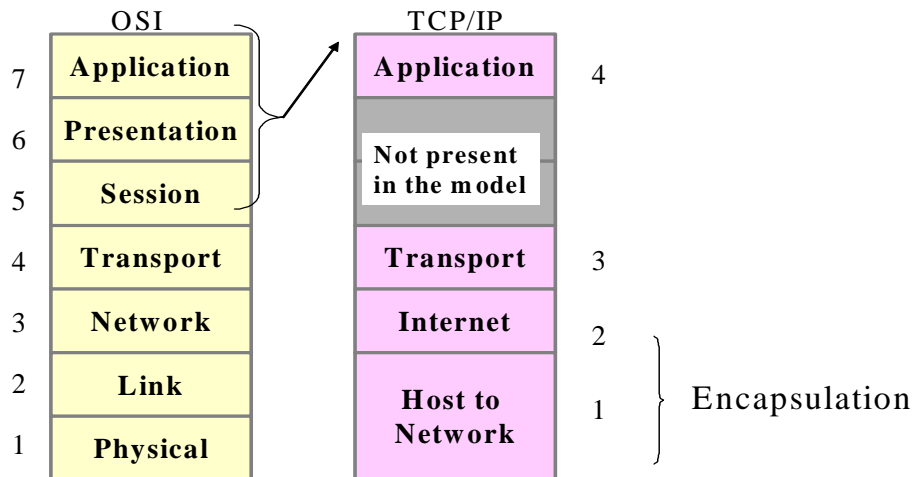 OSI
TCP/IP
7
Application
Application
4
6
Presentation
Not present
in the model
5
Session
4
Transport
Transport
3
3
Network
Internet
2
2
Link
Host to
Network
1
Encapsulation
1
Physical